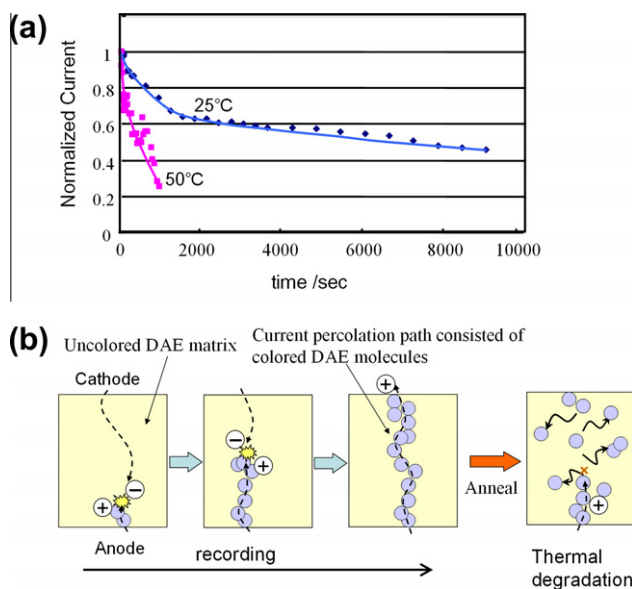 (a)
Normalized Current
1
0.8
0.6
0.4
0.2
0
25°C
50°C
0
2000
4000
6000
8000
10000
time /sec
(b)
Uncolored DAE matrix
Current percolation path consisted of
colored DAE molecules
Cathode
Anode
+
−
−
+
+
+
recording
Anneal
×
Thermal
degradation